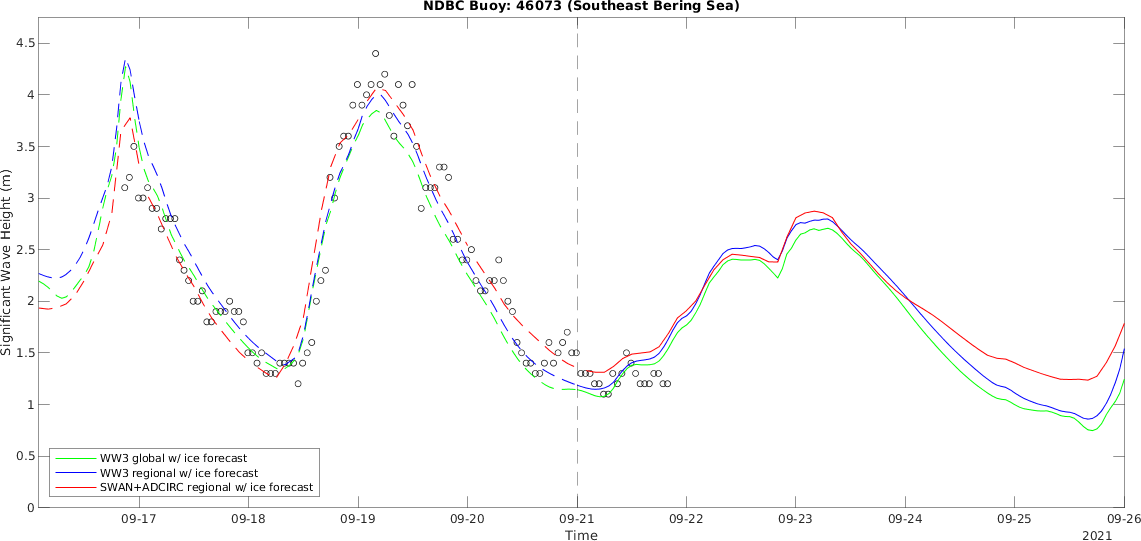 NDBC Buoy: 46073 (Southeast Bering Sea)
Significant Wave Height (m)
4.5
4
3.5
3
2.5
2
1.5
1
0.5
0
WW3 global w/ ice forecast
WW3 regional w/ ice forecast
SWAN+ADCIRC regional w/ ice forecast
09-17 09-18 09-19 09-20 09-21 09-22 09-23 09-24 09-25 09-26
Time
2021